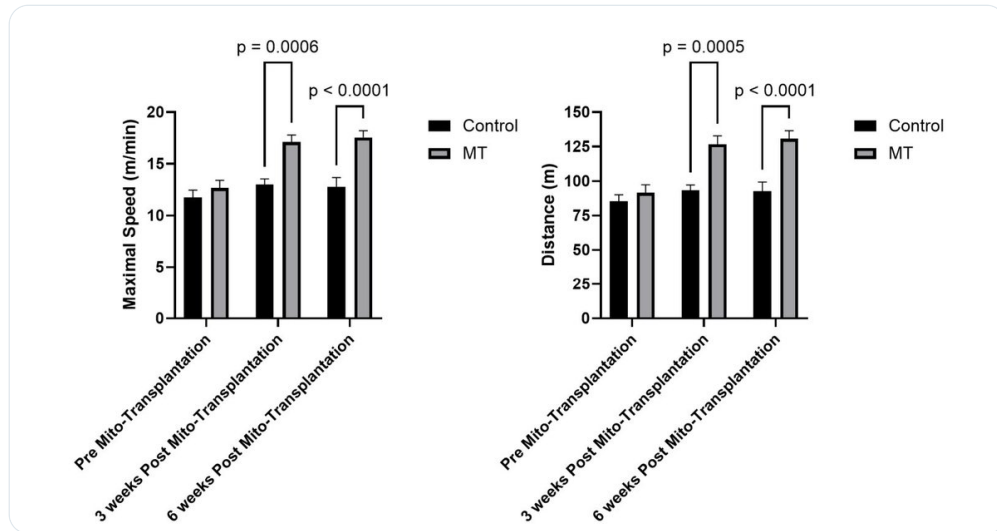 p = 0.0006
p < 0.0001
20
15
10
5
0
Maximal Speed (m/min)
Control
MT
Pre Mito-Transplantation
3 weeks Post Mito-Transplantation
6 weeks Post Mito-Transplantation
p = 0.0005
p < 0.0001
150
125
100
75
50
25
0
Distance (m)
Control
MT
Pre Mito-Transplantation
3 weeks Post Mito-Transplantation
6 weeks Post Mito-Transplantation